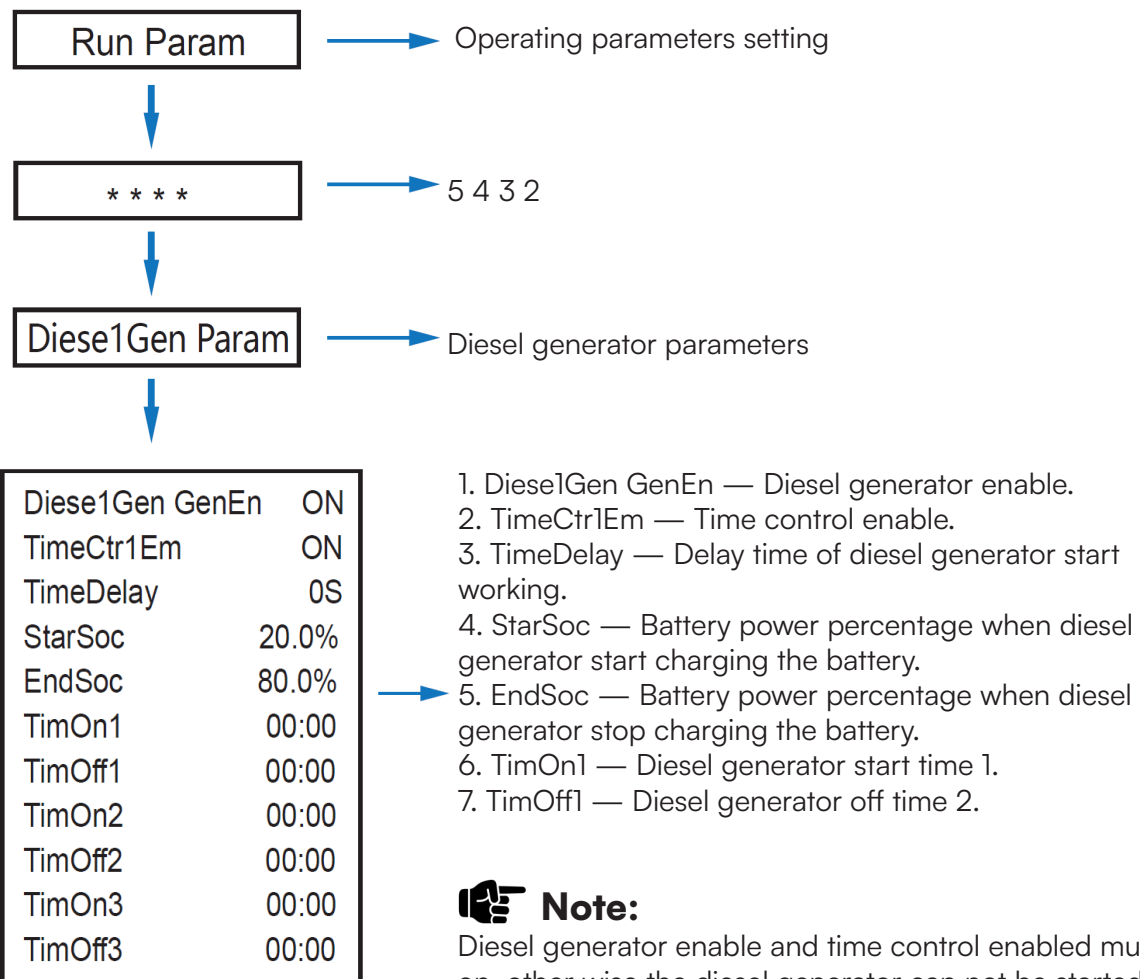 Run Param
Operating parameters setting
* * * *
5 4 3 2
Diese1Gen Param
Diesel generator parameters
Diese1Gen GenEn ON
TimeCtr1Em ON
TimeDelay 0S
StarSoc 20.0%
EndSoc 80.0%
TimOn1 00:00
TimOff1 00:00
TimOn2 00:00
TimOff2 00:00
TimOn3 00:00
TimOff3 00:00
1. Diese1Gen GenEn — Diesel generator enable.
2. TimeCtr1Em — Time control enable.
3. TimeDelay — Delay time of diesel generator start
working.
4. StarSoc — Battery power percentage when diesel
generator start charging the battery.
5. EndSoc — Battery power percentage when diesel
generator stop charging the battery.
6. TimOn1 — Diesel generator start time 1.
7. TimOff1 — Diesel generator off time 2.
Note:
Diesel generator enable and time control enabled